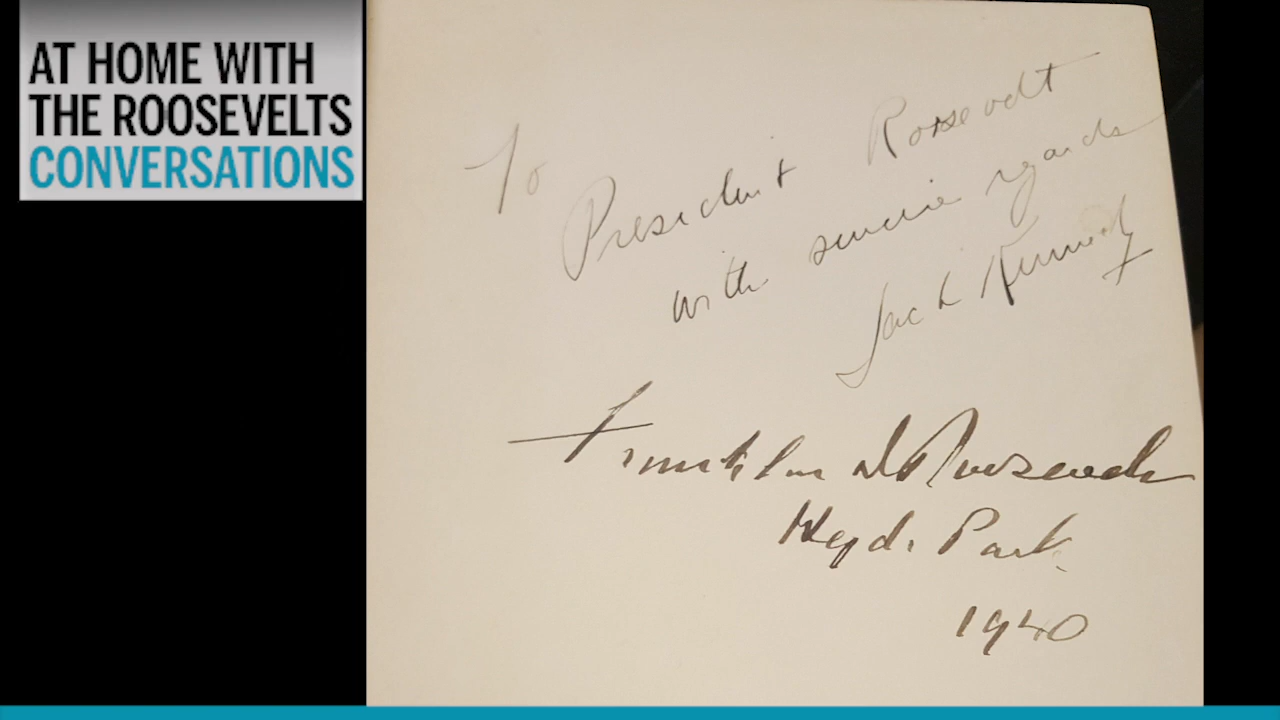 AT HOME WITH
THE ROOSEVELTS
CONVERSATIONS
To
President Roosevelt
with sincere regards
Jack Kennedy
Franklin D Roosevelt
Hyde Park
1940